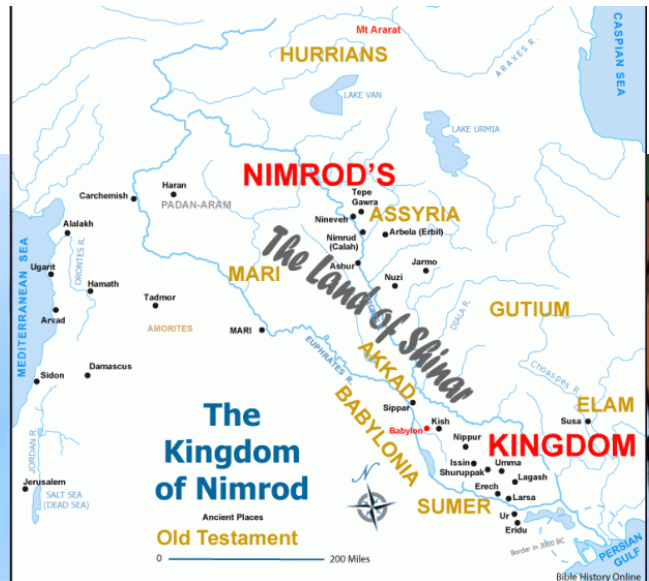 Mt Ararat
HURRIANS
ARAXES R.
CASPIAN SEA
LAKE VAN
LAKE URMIA
NIMROD'S
Haran
PADAN-ARAM
Carchemish
Tepe
Gawra
Nineveh
ASSYRIA
Nimrud
(Calah)
Arbela (Erbil)
Alalakh
ORONTES R.
MEDITERRANEAN SEA
Ugarit
Hamath
Arvad
Tadmor
AMORITES
MARI
MARI
Ashur
Jarmo
Nuzi
The Land of Shinar
DIALA R.
GUTIUM
Sidon
Damascus
EUPHRATES R.
AKKAD
Choaspes R.
ELAM
Susa
Sippar
BABYLONIA
Babylon
Kish
Nippur
KINGDOM
Issin
Umma
Shuruppak
Lagash
Erech
Larsa
SUMER
Ur
Eridu
JORDAN R.
Jerusalem
SALT SEA
(DEAD SEA)
The
Kingdom
of Nimrod
Ancient Places
Old Testament
0 200 Miles
N
Border in 3000 BC
PERSIAN
GULF
Bible History Online